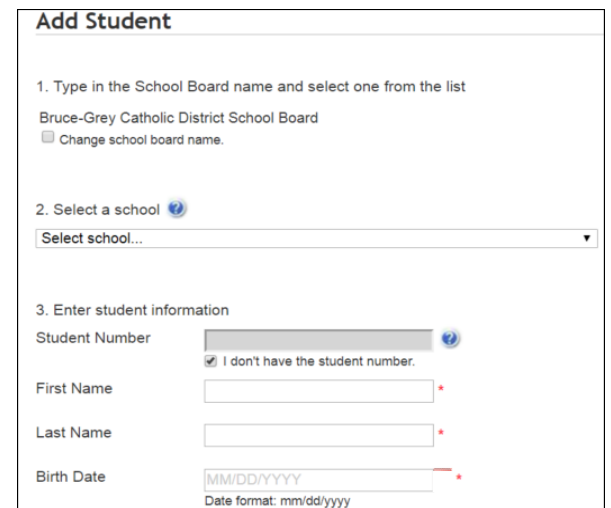 Add Student
1. Type in the School Board name and select one from the list
Bruce-Grey Catholic District School Board
Change school board name.
2. Select a school ?
Select school...
3. Enter student information
Student Number ?
I don't have the student number.
First Name *
Last Name *
Birth Date MM/DD/YYYY *
Date format: mm/dd/yyyy